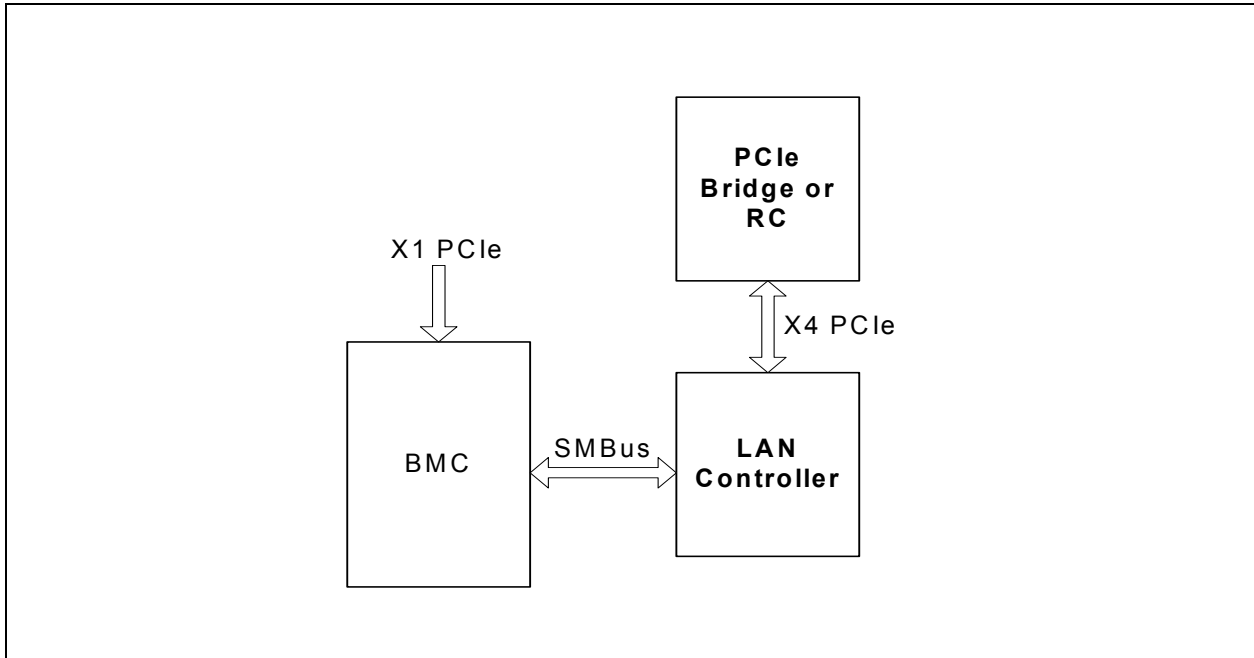 PCIe
Bridge or
RC
X1 PCIe
X4 PCIe
BMC
SMBus
LAN
Controller